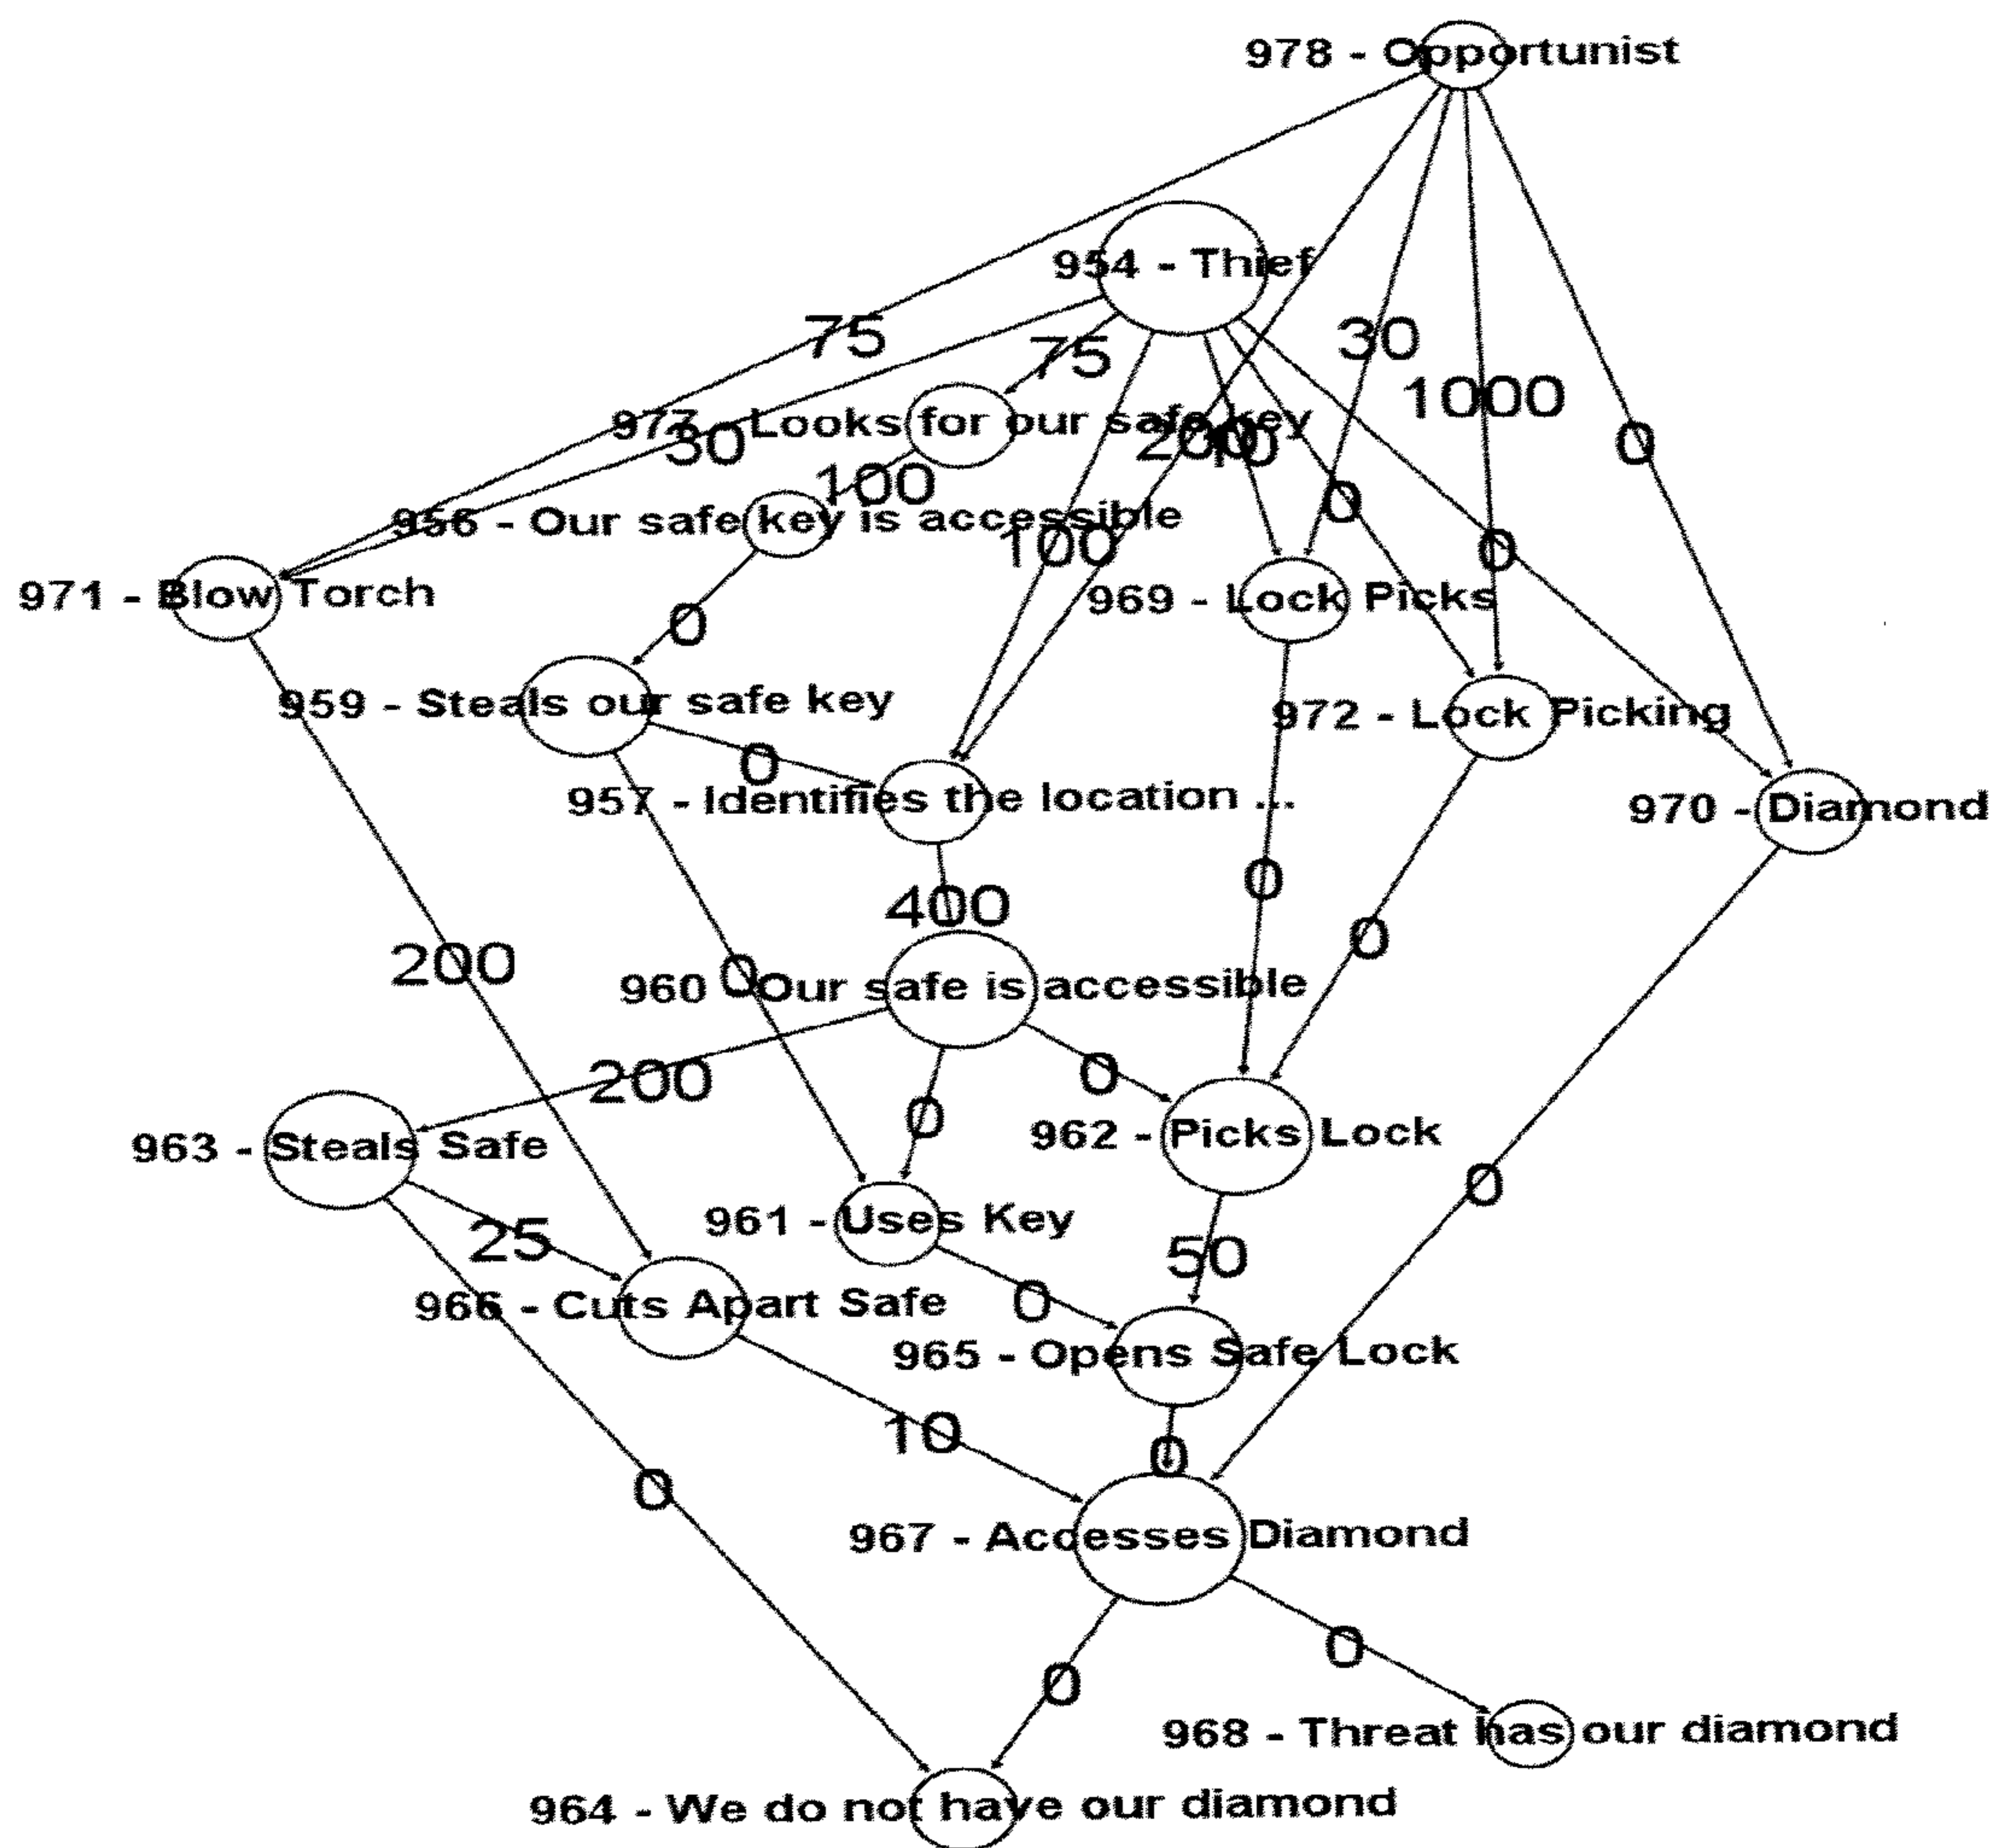 978 - Opportunist
954 - Thief
75
75
30
1000
977 - Looks for our safe key
30
200
0
100
0
956 - Our safe key is accessible
100
0
971 - Blow Torch
969 - Lock Picks
0
959 - Steals our safe key
972 - Lock Picking
0
957 - Identifies the location ...
970 - Diamond
0
400
0
200
0
960
Our safe is accessible
200
0
0
963 - Steals Safe
962 - Picks Lock
0
961 - Uses Key
25
50
966 - Cuts Apart Safe
0
965 - Opens Safe Lock
10
0
0
967 - Accesses Diamond
0
0
968 - Threat has our diamond
964 - We do not have our diamond